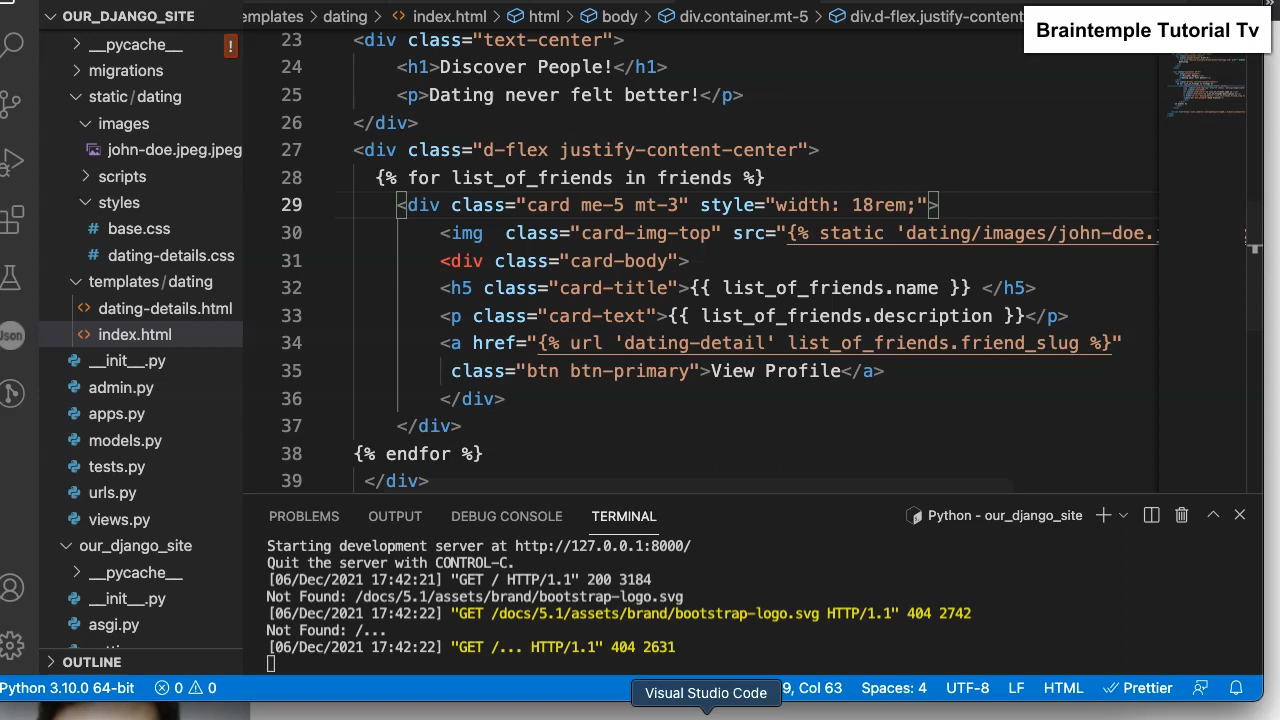 OUR_DJANGO_SITE
__pycache__
!
migrations
static/dating
images
john-doe.jpeg.jpeg
scripts
styles
# base.css
# dating-details.css
templates/dating
<> dating-details.html
<> index.html
__init__.py
admin.py
apps.py
models.py
tests.py
urls.py
views.py
our_django_site
__pycache__
__init__.py
asgi.py
OUTLINE
Json
emplates > dating > <> index.html > html > body > div.container.mt-5 > div.d-flex.justify-content
Braintemple Tutorial Tv
23 <div class="text-center">
24 <h1>Discover People!</h1>
25 <p>Dating never felt better!</p>
26 </div>
27 <div class="d-flex justify-content-center">
28 {% for list_of_friends in friends %}
29 <div class="card me-5 mt-3" style="width: 18rem;">
30 <img  class="card-img-top" src="{% static 'dating/images/john-doe.
31 <div class="card-body">
32 <h5 class="card-title">{{ list_of_friends.name }} </h5>
33 <p class="card-text">{{ list_of_friends.description }}</p>
34 <a href="{% url 'dating-detail' list_of_friends.friend_slug %}"
35 class="btn btn-primary">View Profile</a>
36 </div>
37 </div>
38 {% endfor %}
39 </div>
PROBLEMS OUTPUT DEBUG CONSOLE TERMINAL Python - our_django_site
Starting development server at http://127.0.0.1:8000/
Quit the server with CONTROL-C.
[06/Dec/2021 17:42:21] "GET / HTTP/1.1" 200 3184
Not Found: /docs/5.1/assets/brand/bootstrap-logo.svg
[06/Dec/2021 17:42:22] "GET /docs/5.1/assets/brand/bootstrap-logo.svg HTTP/1.1" 404 2742
Not Found: /...
[06/Dec/2021 17:42:22] "GET /... HTTP/1.1" 404 2631
Python 3.10.0 64-bit 0 0 9, Col 63 Spaces: 4 UTF-8 LF HTML Prettier
Visual Studio Code